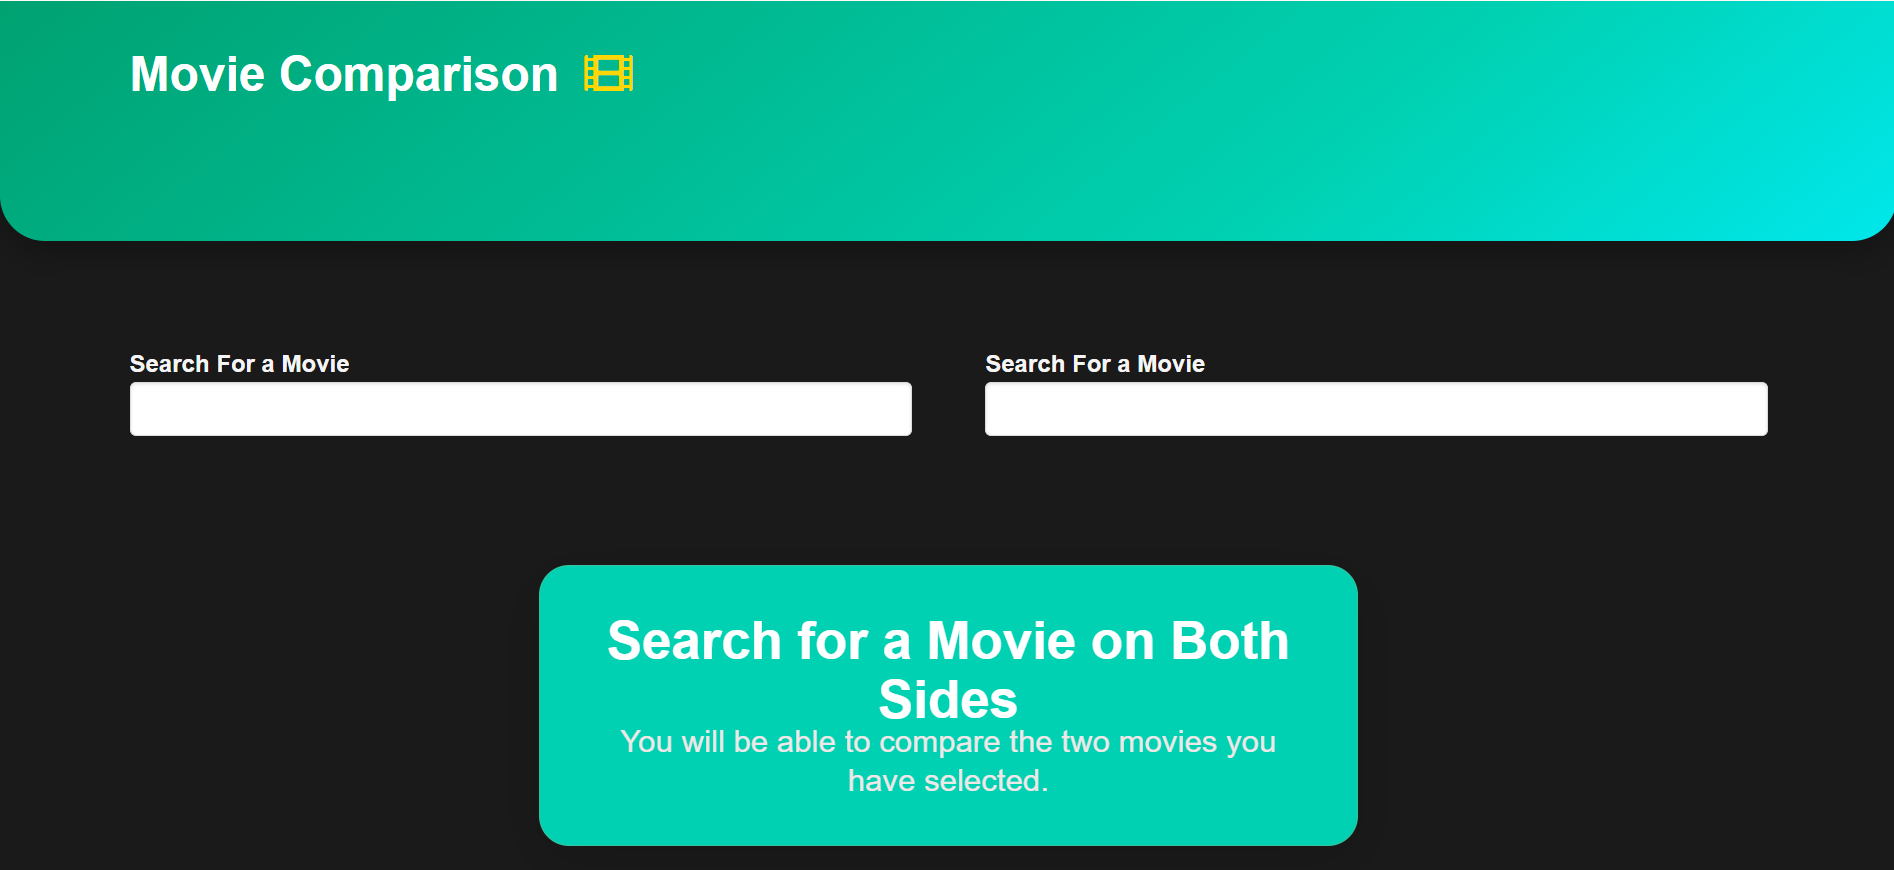 Movie Comparison
Search For a Movie
Search For a Movie
Search for a Movie on Both
Sides
You will be able to compare the two movies you
have selected.